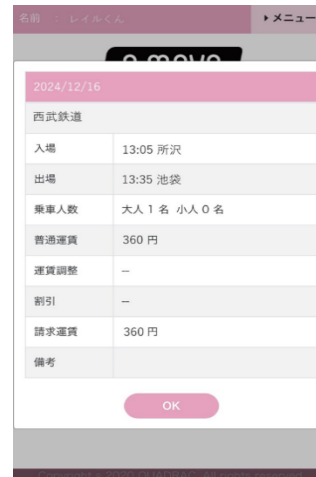 名前 : レイルくん
▶メニュー
2024/12/16
西武鉄道
入場 13:05 所沢
出場 13:35 池袋
乗車人数 大人 1 名 小人 0 名
普通運賃 360 円
運賃調整 –
割引 –
請求運賃 360 円
備考
OK